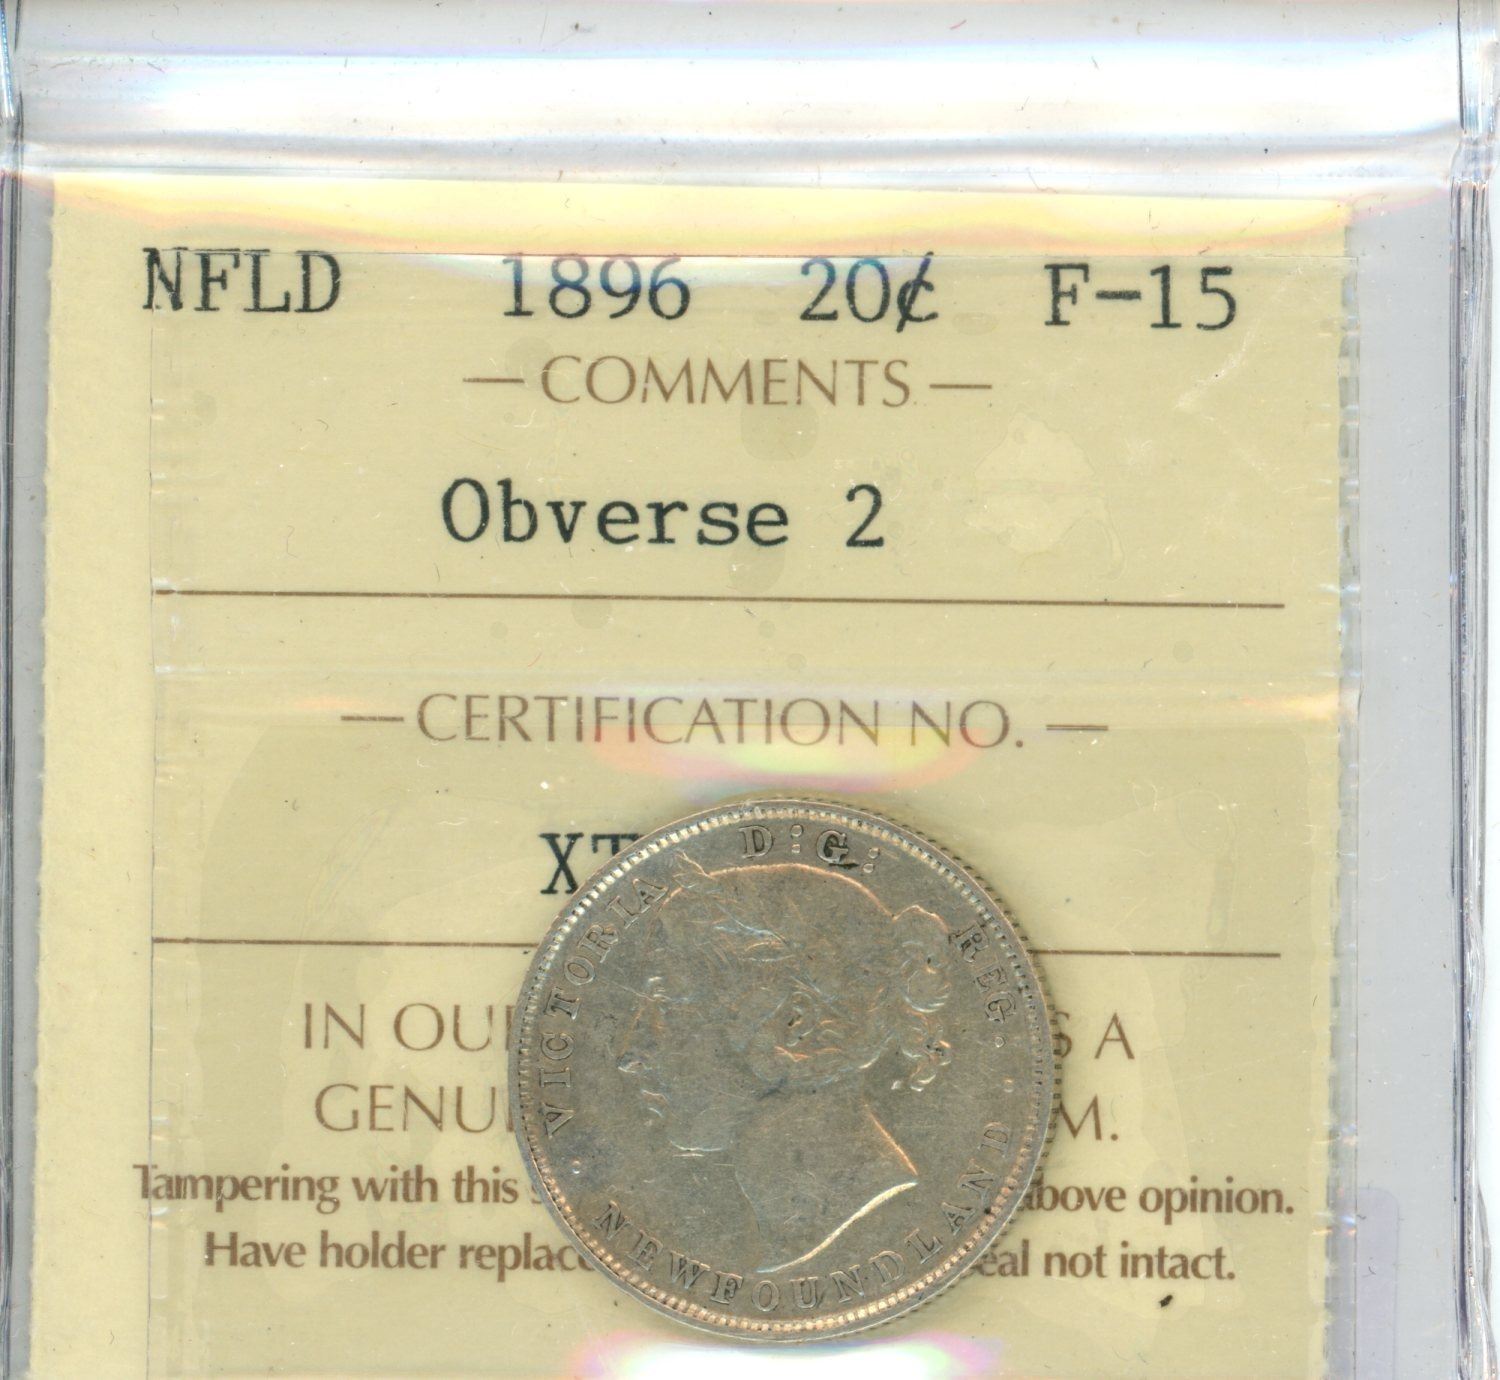 NFLD 1896 20¢ F-15
— COMMENTS —
Obverse 2
— CERTIFICATION NO. —
XT
IN OU S A
GENU M.
Tampering with this above opinion.
Have holder replac eal not intact.
VICTORIA D:G: REG.
NEWFOUNDLAND